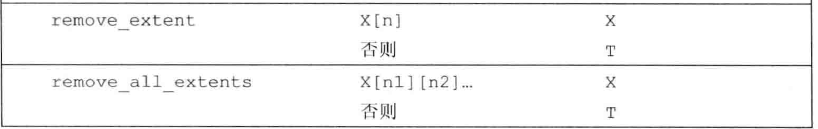 remove_extent X[n] X
否则 T
remove_all_extents X[n1][n2]… X
否则 T